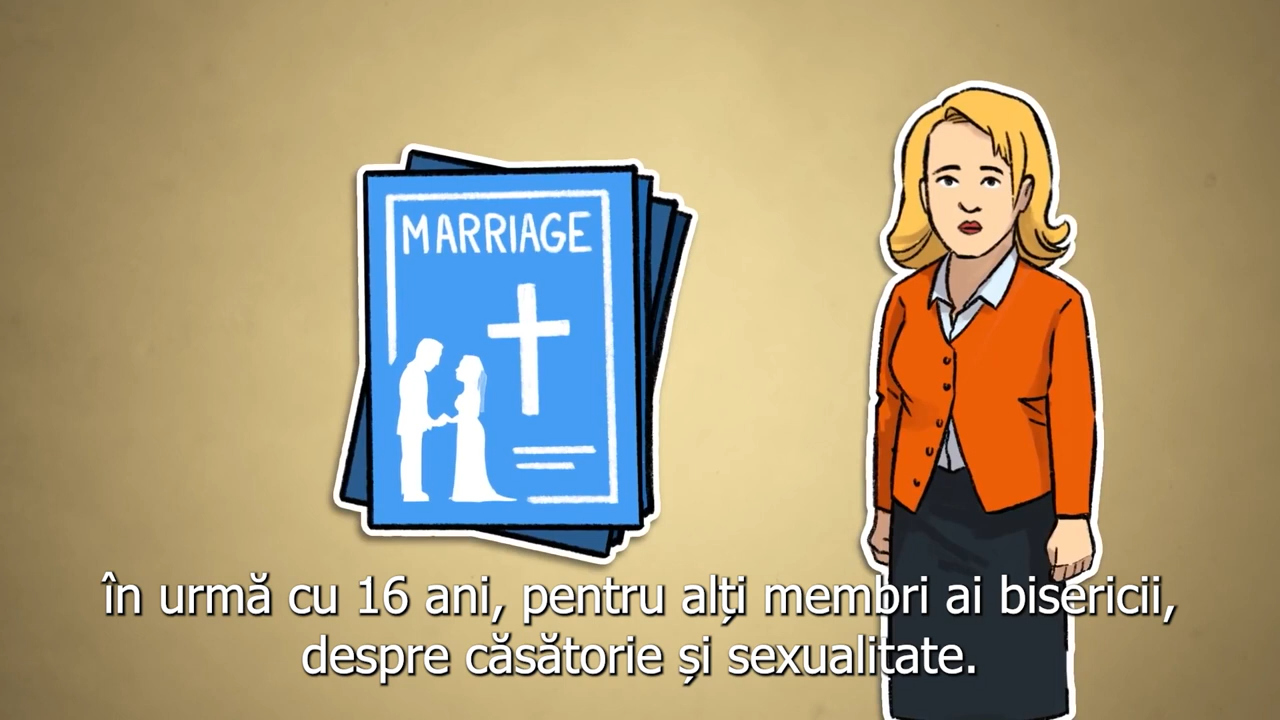 MARRIAGE
în urmă cu 16 ani, pentru alți membri ai bisericii,
despre căsătorie și sexualitate.